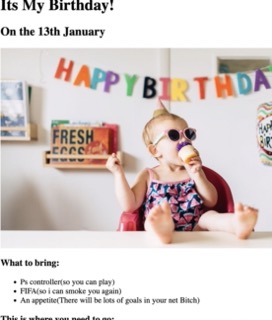 Its My Birthday!
On the 13th January
HAPPY BIRTHDA
FRESH
EGGS
What to bring:
Ps controller(so you can play)
FIFA(so i can smoke you again)
An appetite(There will be lots of goals in your net Bitch)
This is where you need to go: